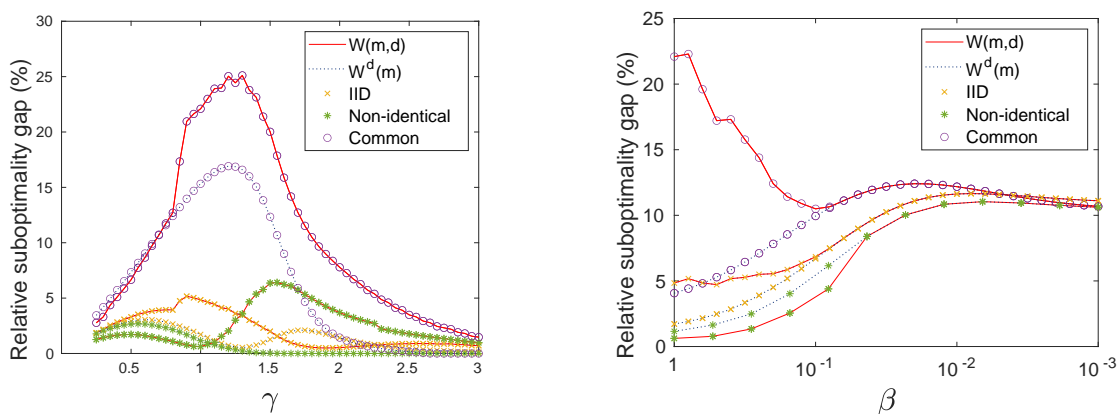 Relative suboptimality gap (%)
30
25
20
15
10
5
0
0.5
1
1.5
2
2.5
3
γ
W(m,d)
W^d(m)
IID
Non-identical
Common
Relative suboptimality gap (%)
25
20
15
10
5
0
1
10^-1
10^-2
10^-3
β
W(m,d)
W^d(m)
IID
Non-identical
Common